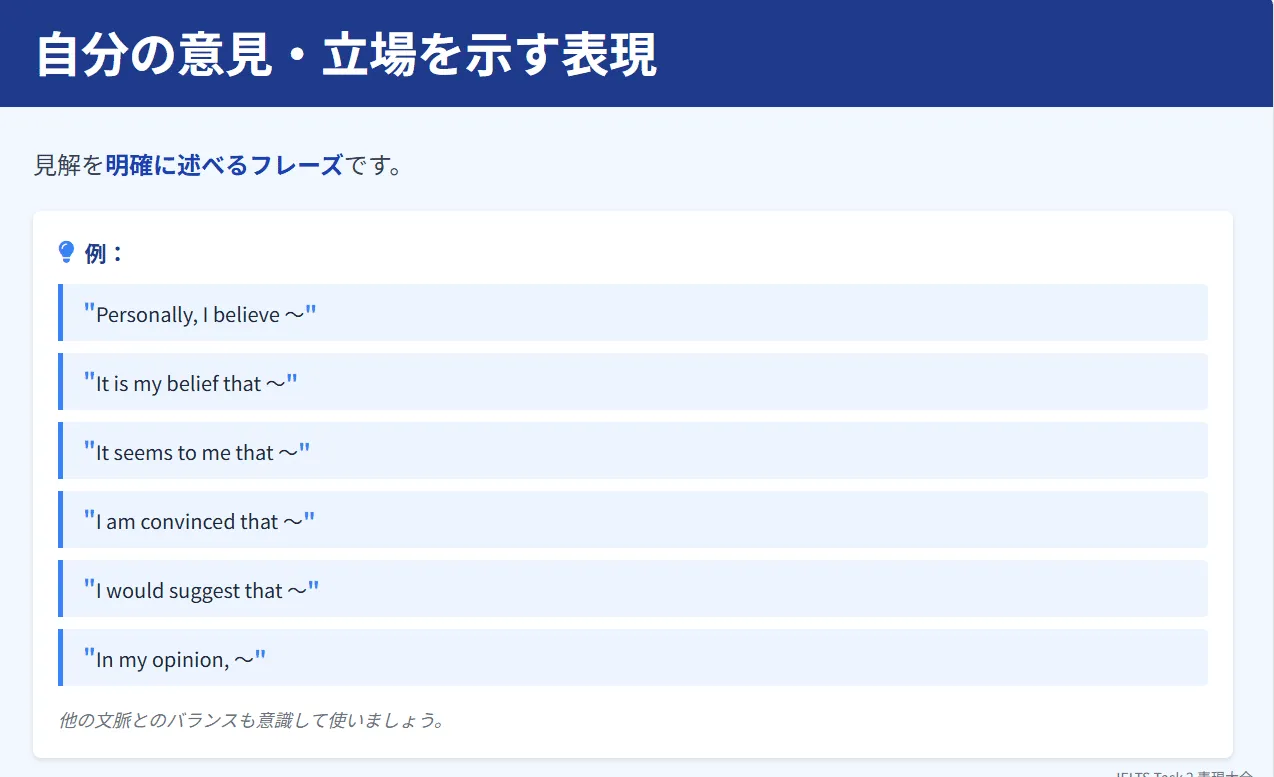 自分の意見・立場を示す表現
見解を明確に述べるフレーズです。
例：
"Personally, I believe ～"
"It is my belief that ～"
"It seems to me that ～"
"I am convinced that ～"
"I would suggest that ～"
"In my opinion, ～"
他の文脈とのバランスも意識して使いましょう。
IELTS Task 2 表現大全